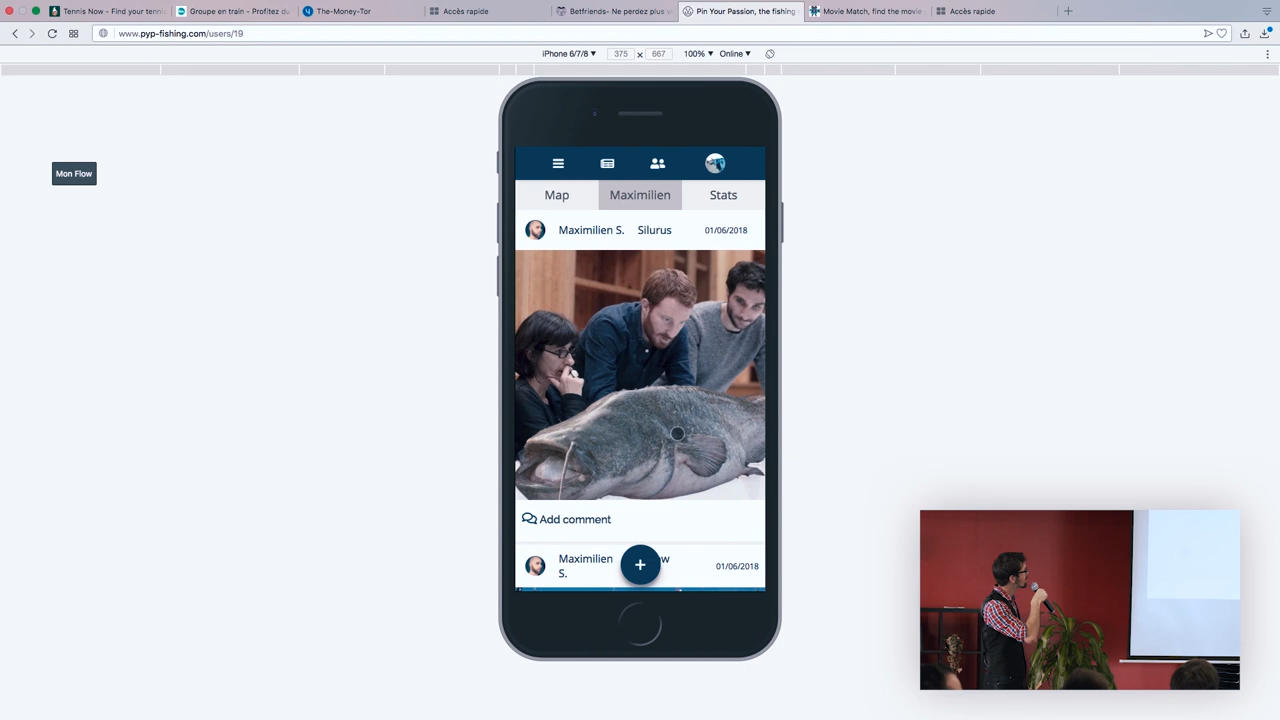 Tennis Now - Find your tenni
Groupe en train - Profitez du
The-Money-Tor
Accès rapide
Betfriends- Ne perdez plus v
Pin Your Passion, the fishing
Movie Match, find the movie
Accès rapide
www.pyp-fishing.com/users/19
iPhone 6/7/8 ▼ 375 × 667 100% ▼ Online ▼
Mon Flow
Map Maximilien Stats
Maximilien S. Silurus 01/06/2018
Add comment
Maximilien
S.
ow
01/06/2018